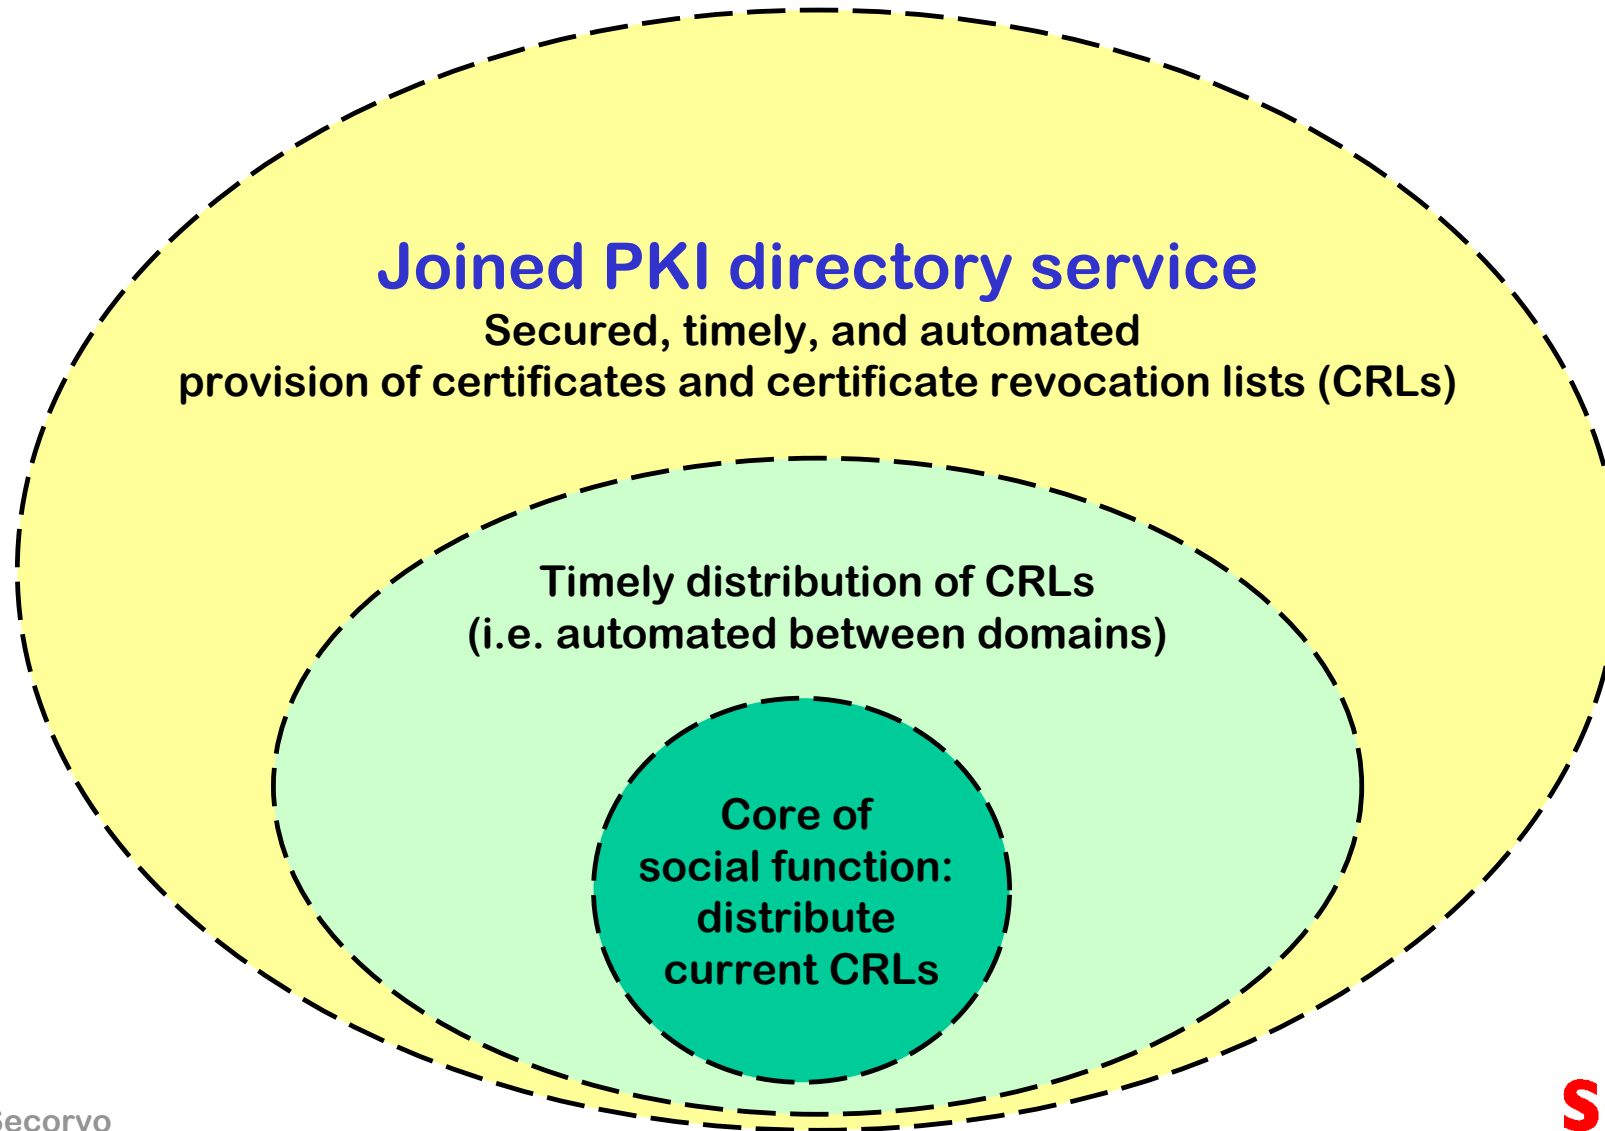 Joined PKI directory service
Secured, timely, and automated
provision of certificates and certificate revocation lists (CRLs)
Timely distribution of CRLs
(i.e. automated between domains)
Core of
social function:
distribute
current CRLs
Secorvo
S